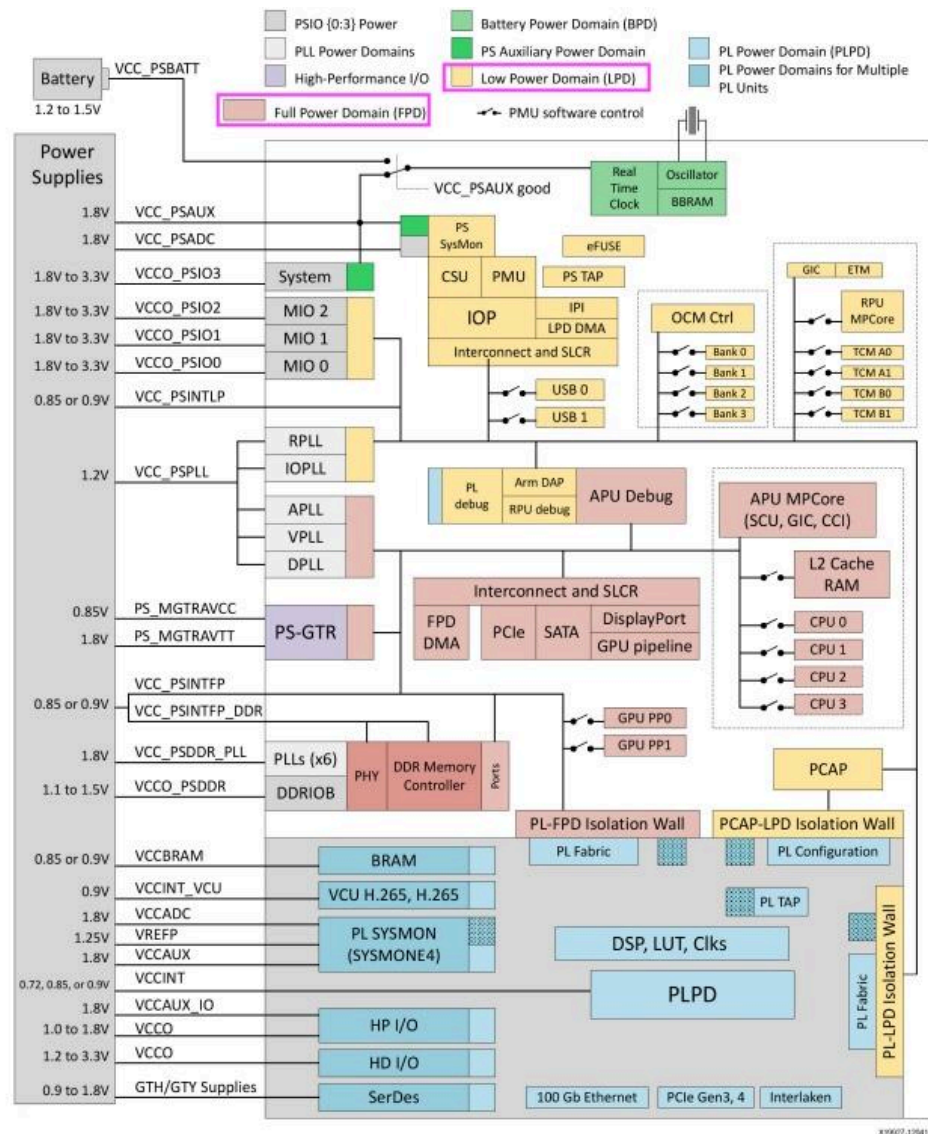 PSIO {0:3} Power
PLL Power Domains
High-Performance I/O
Full Power Domain (FPD)
Battery Power Domain (BPD)
PS Auxiliary Power Domain
Low Power Domain (LPD)
PMU software control
PL Power Domain (PLPD)
PL Power Domains for Multiple
PL Units
Battery
VCC_PSBATT
1.2 to 1.5V
Power
Supplies
VCC_PSAUX good
Real
Time
Clock
Oscillator
BBRAM
1.8V VCC_PSAUX
1.8V VCC_PSADC
PS
SysMon
eFUSE
CSU PMU PS TAP
IOP
IPI
LPD DMA
Interconnect and SLCR
USB 0
USB 1
OCM Ctrl
Bank 0
Bank 1
Bank 2
Bank 3
GIC ETM
RPU
MPCore
TCM A0
TCM A1
TCM B0
TCM B1
1.8V to 3.3V VCCO_PSIO3 System
1.8V to 3.3V VCCO_PSIO2 MIO 2
1.8V to 3.3V VCCO_PSIO1 MIO 1
1.8V to 3.3V VCCO_PSIO0 MIO 0
0.85 or 0.9V VCC_PSINTLP
1.2V VCC_PSPLL
RPLL
IOPLL
APLL
VPLL
DPLL
PL
debug
Arm DAP
RPU debug
APU Debug
APU MPCore
(SCU, GIC, CCI)
L2 Cache
RAM
CPU 0
CPU 1
CPU 2
CPU 3
Interconnect and SLCR
FPD
DMA
PCIe
SATA
DisplayPort
GPU pipeline
0.85V PS_MGTRAVCC
1.8V PS_MGTRAVTT
PS-GTR
VCC_PSINTFP
0.85 or 0.9V
VCC_PSINTFP_DDR
GPU PP0
GPU PP1
1.8V VCC_PSDDR_PLL PLLs (x6)
1.1 to 1.5V VCCO_PSDDR DDRIOB
PHY
DDR Memory
Controller
Ports
PCAP
PL-FPD Isolation Wall
PCAP-LPD Isolation Wall
PL Fabric
PL Configuration
PL TAP
PL Fabric
PL-LPD Isolation Wall
0.85 or 0.9V VCCBRAM BRAM
0.9V VCCINT_VCU VCU H.265, H.265
1.8V VCCADC
1.25V VREFP
1.8V VCCAUX
PL SYSMON
(SYSMONE4)
DSP, LUT, Clks
0.72, 0.85, or 0.9V VCCINT
PLPD
1.8V VCCAUX_IO
1.0 to 1.8V VCCO
HP I/O
1.2 to 3.3V VCCO HD I/O
0.9 to 1.8V GTH/GTY Supplies SerDes
100 Gb Ethernet
PCIe Gen3, 4
Interlaken